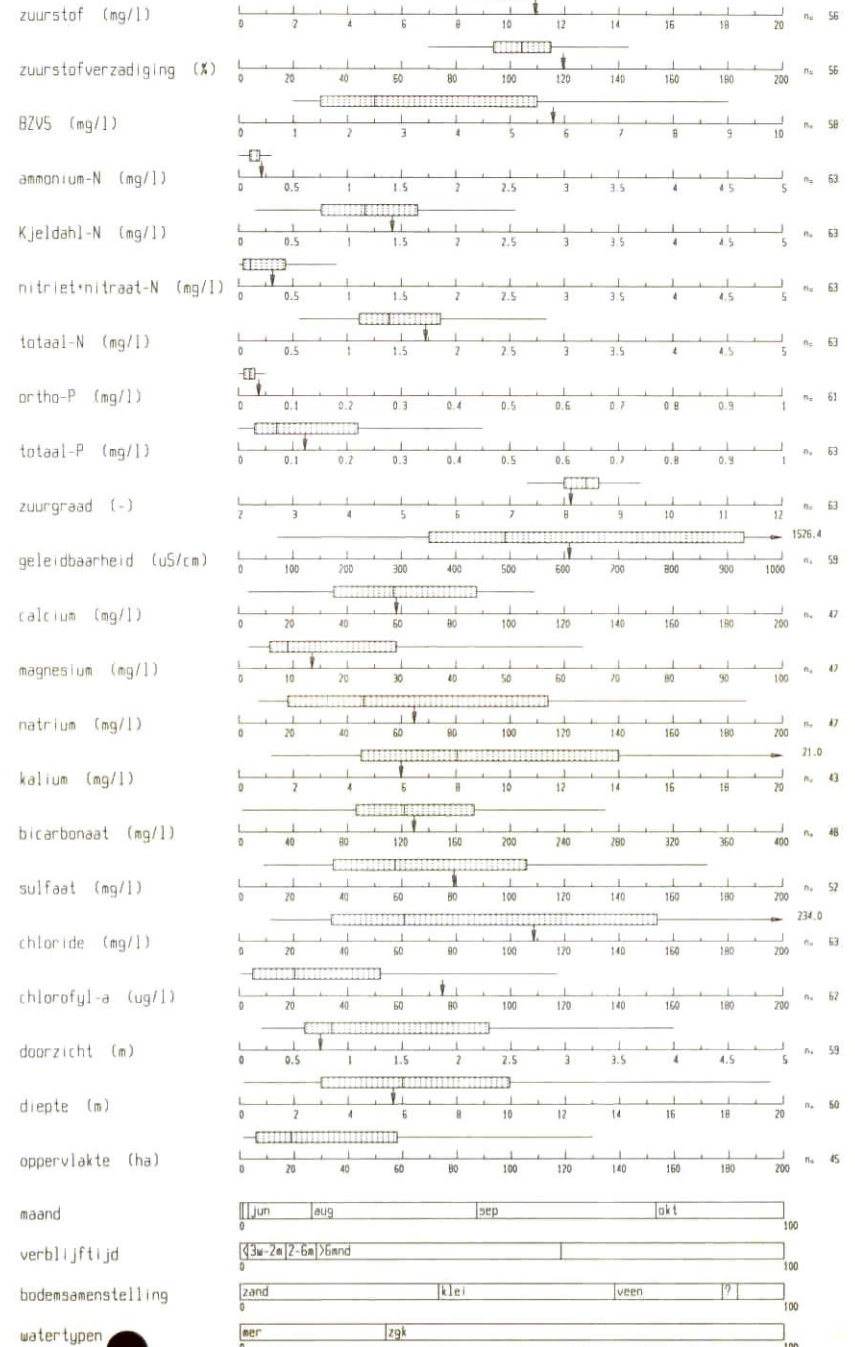 zuurstof (mg/l) 0 2 4 6 8 10 12 14 16 18 20 n= 56
zuurstofverzadiging (%) 0 20 40 60 80 100 120 140 160 180 200 n= 56
BZV5 (mg/l) 0 1 2 3 4 5 6 7 8 9 10 n= 58
ammonium-N (mg/l) 0 0.5 1 1.5 2 2.5 3 3.5 4 4.5 5 n= 63
Kjeldahl-N (mg/l) 0 0.5 1 1.5 2 2.5 3 3.5 4 4.5 5 n= 63
nitriet+nitraat-N (mg/l) 0 0.5 1 1.5 2 2.5 3 3.5 4 4.5 5 n= 63
totaal-N (mg/l) 0 0.5 1 1.5 2 2.5 3 3.5 4 4.5 5 n= 63
ortho-P (mg/l) 0 0.1 0.2 0.3 0.4 0.5 0.6 0.7 0.8 0.9 1 n= 61
totaal-P (mg/l) 0 0.1 0.2 0.3 0.4 0.5 0.6 0.7 0.8 0.9 1 n= 63
zuurgraad (-) 2 3 4 5 6 7 8 9 10 11 12 n= 63
1526.4
geleidbaarheid (uS/cm) 0 100 200 300 400 500 600 700 800 900 1000 n= 59
calcium (mg/l) 0 20 40 60 80 100 120 140 160 180 200 n= 47
magnesium (mg/l) 0 10 20 30 40 50 60 70 80 90 100 n= 47
natrium (mg/l) 0 20 40 60 80 100 120 140 160 180 200 n= 47
21.0
kalium (mg/l) 0 2 4 6 8 10 12 14 16 18 20 n= 43
bicarbonaat (mg/l) 0 40 80 120 160 200 240 280 320 360 400 n= 48
sulfaat (mg/l) 0 20 40 60 80 100 120 140 160 180 200 n= 52
234.0
chloride (mg/l) 0 20 40 60 80 100 120 140 160 180 200 n= 63
chlorofyl-a (ug/l) 0 20 40 60 80 100 120 140 160 180 200 n= 62
doorzicht (m) 0 0.5 1 1.5 2 2.5 3 3.5 4 4.5 5 n= 59
diepte (m) 0 2 4 6 8 10 12 14 16 18 20 n= 60
oppervlakte (ha) 0 20 40 60 80 100 120 140 160 180 200 n= 45
maand jun aug sep okt
0 100
verblijftijd <3w-2m 2-6m >6mnd
0 100
bodemsamenstelling zand klei veen ?
0 100
watertypen mer zgk
0 100